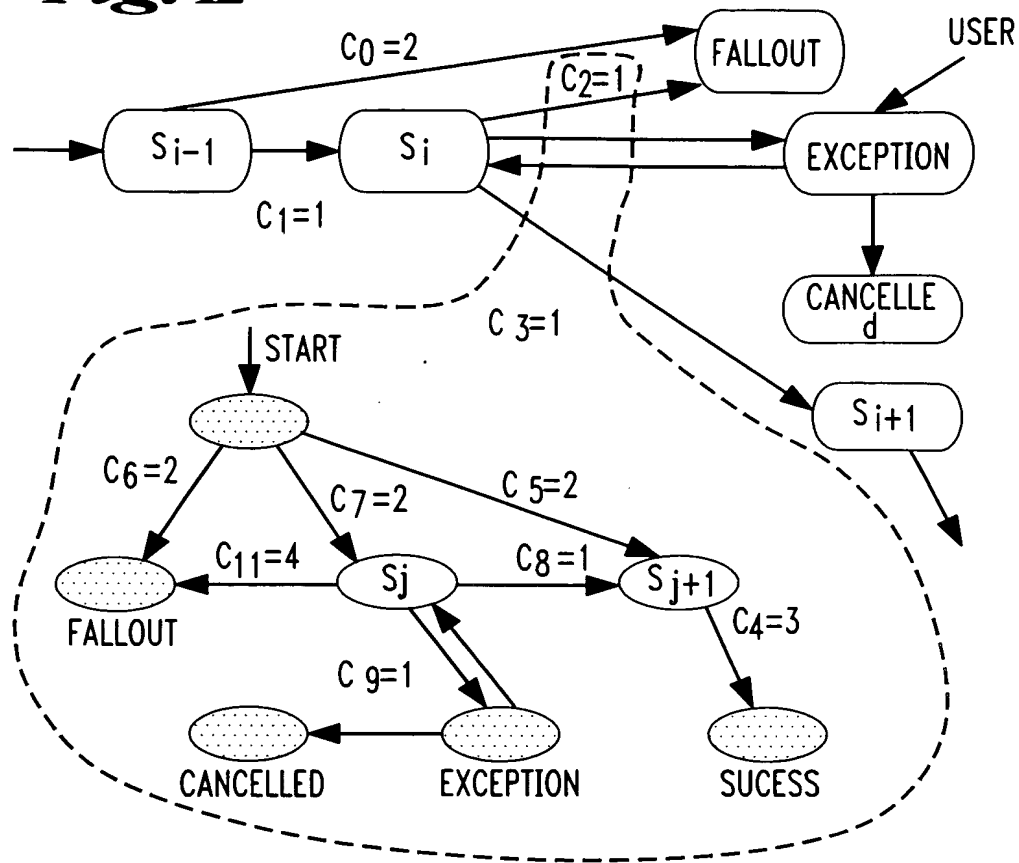 C0=2
FALLOUT
USER
C2=1
Si-1
Si
EXCEPTION
C1=1
CANCELLE
d
C 3=1
START
Si+1
C6=2
C7=2
C 5=2
C11=4
Sj
C8=1
Sj+1
FALLOUT
C4=3
C 9=1
CANCELLED
EXCEPTION
SUCESS